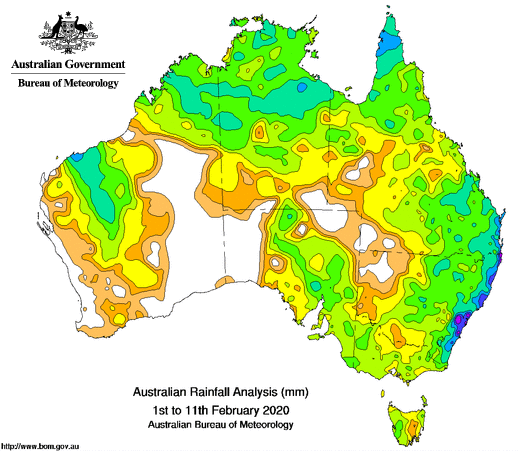 Australian Government
Bureau of Meteorology
Australian Rainfall Analysis (mm)
1st to 11th February 2020
Australian Bureau of Meteorology
http://www.bom.gov.au